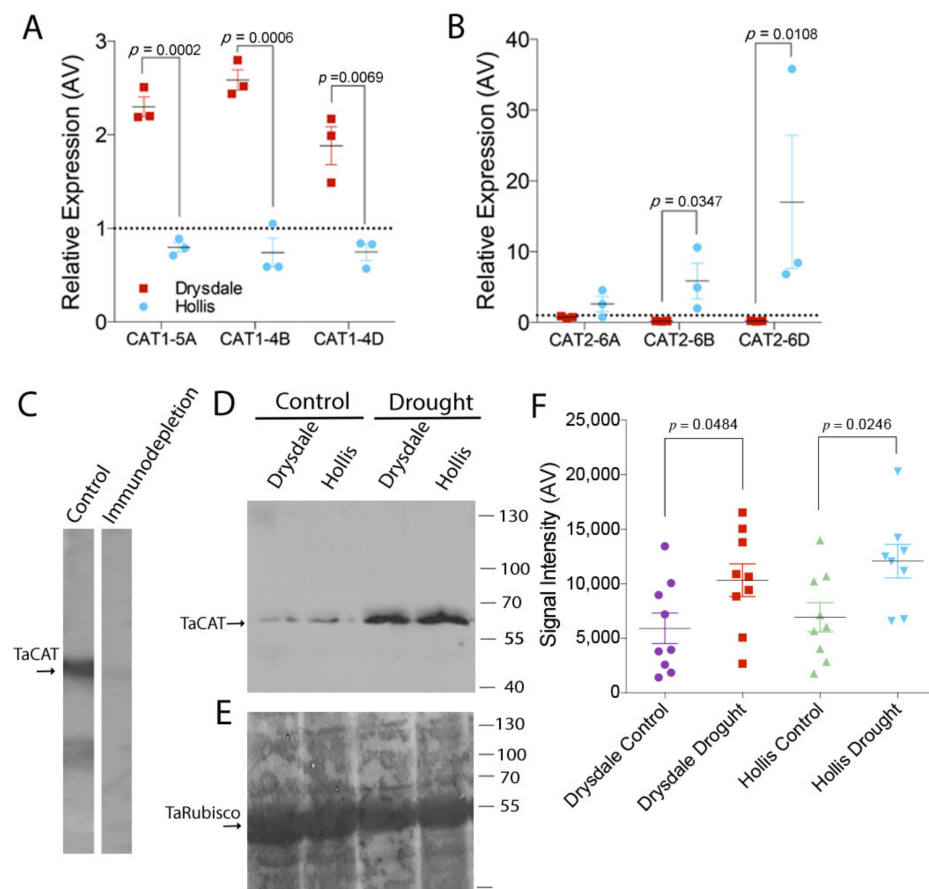 A
Relative Expression (AV)
3
2
1
0
p = 0.0002
p = 0.0006
p =0.0069
Drysdale
Hollis
CAT1-5A
CAT1-4B
CAT1-4D
B
Relative Expression (AV)
40
30
20
10
0
p = 0.0108
p = 0.0347
CAT2-6A
CAT2-6B
CAT2-6D
C
Control
Immunodepletion
TaCAT
D
Control
Drought
Drysdale
Hollis
Drysdale
Hollis
130
100
70
55
40
TaCAT
E
130
100
70
55
TaRubisco
F
Signal Intensity (AV)
25,000
20,000
15,000
10,000
5,000
0
p = 0.0484
p = 0.0246
Drysdale Control
Drysdale Droguht
Hollis Control
Hollis Drought